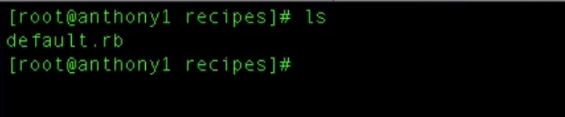 [root@anthony1 recipes]# ls
default.rb
[root@anthony1 recipes]#